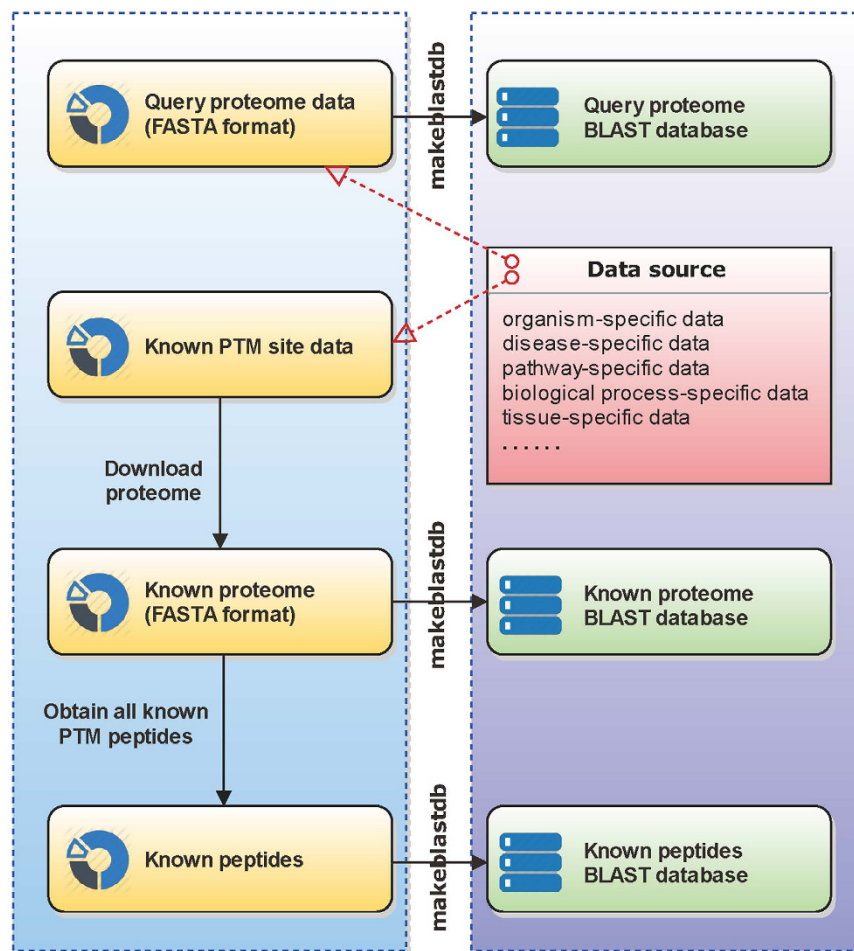 Query proteome data
(FASTA format)
makeblastdb
Query proteome
BLAST database
Data source
organism-specific data
disease-specific data
pathway-specific data
biological process-specific data
tissue-specific data
......
Known PTM site data
Download
proteome
Known proteome
(FASTA format)
makeblastdb
Known proteome
BLAST database
Obtain all known
PTM peptides
Known peptides
makeblastdb
Known peptides
BLAST database